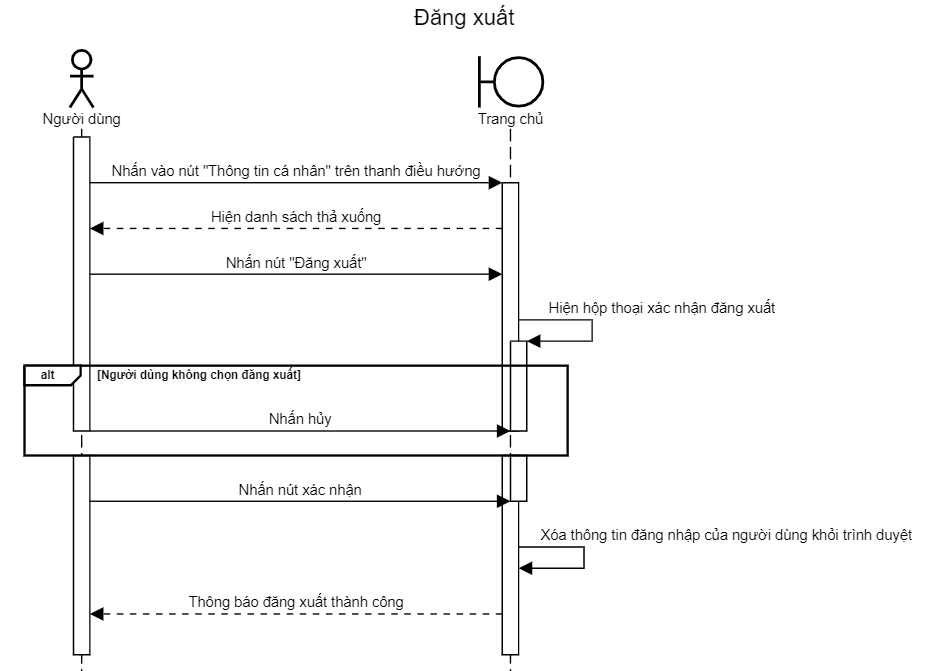 Đăng xuất
Người dùng
Trang chủ
Nhấn vào nút "Thông tin cá nhân" trên thanh điều hướng
Hiện danh sách thả xuống
Nhấn nút "Đăng xuất"
Hiện hộp thoại xác nhận đăng xuất
alt
[Người dùng không chọn đăng xuất]
Nhấn hủy
Nhấn nút xác nhận
Xóa thông tin đăng nhập của người dùng khỏi trình duyệt
Thông báo đăng xuất thành công